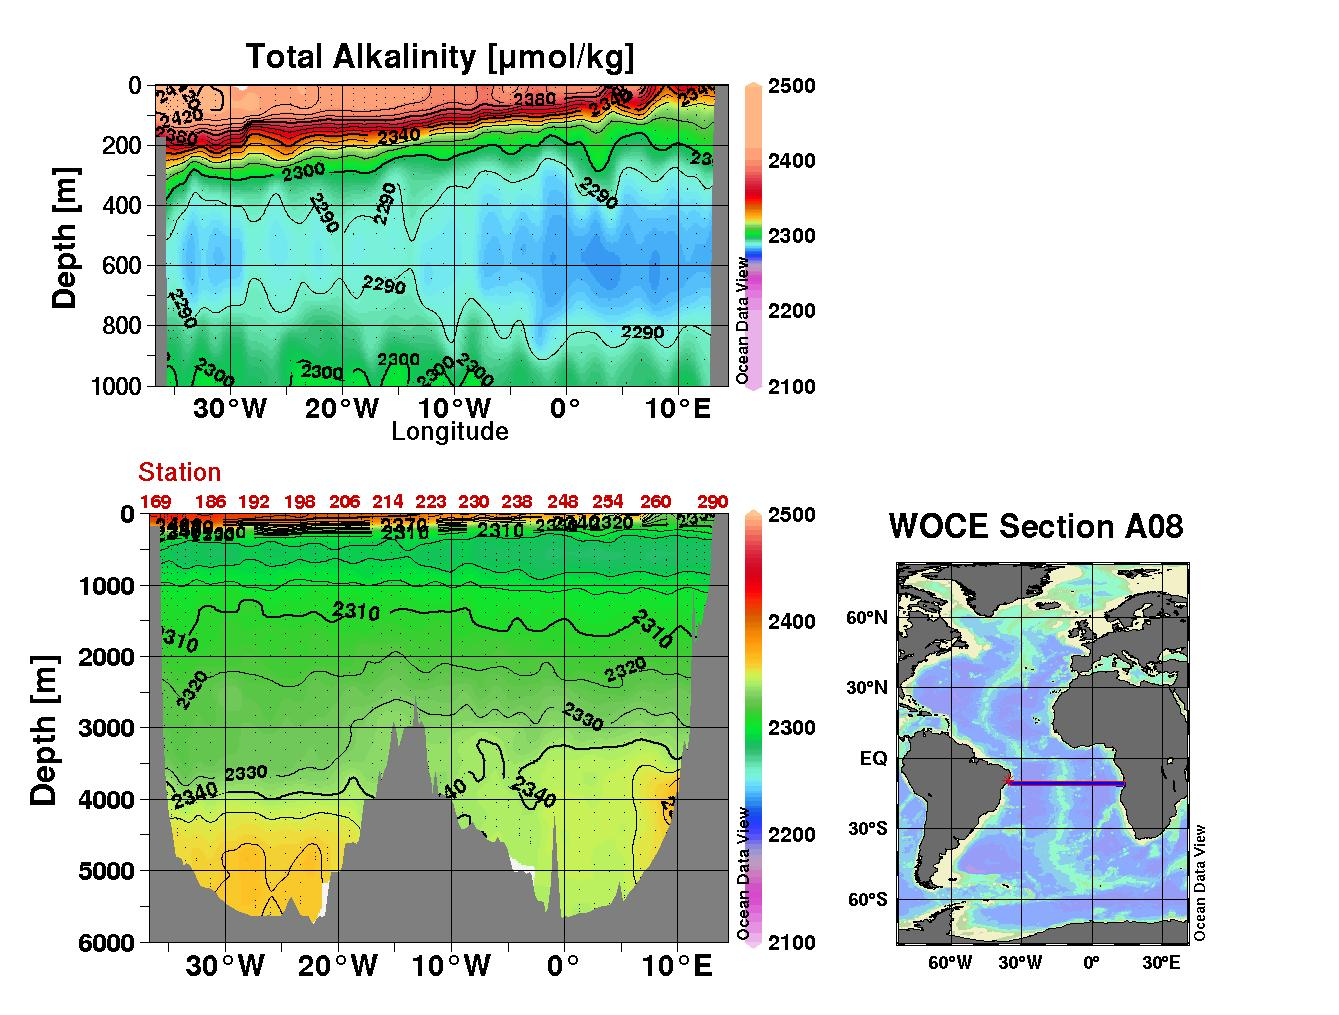 Total Alkalinity [µmol/kg]
0
200
400
600
800
1000
Depth [m]
2420
2380
2340
2380
2340
2340
2300
2290
2290
2290
2290
2290
2290
2300
2300
2300
2300
2300
30°W 20°W 10°W 0° 10°E
Longitude
2500
2400
2300
2200
2100
Ocean Data View
Station
169 186 192 198 206 214 223 230 238 248 254 260 290
0
1000
2000
3000
4000
5000
6000
Depth [m]
2370
2310 2310 2320
2310
2310
2310
2320
2320
2330
2330
2340
2340
30°W 20°W 10°W 0° 10°E
2500
2400
2300
2200
2100
Ocean Data View
WOCE Section A08
60°N
30°N
EQ
30°S
60°S
60°W 30°W 0° 30°E
Ocean Data View